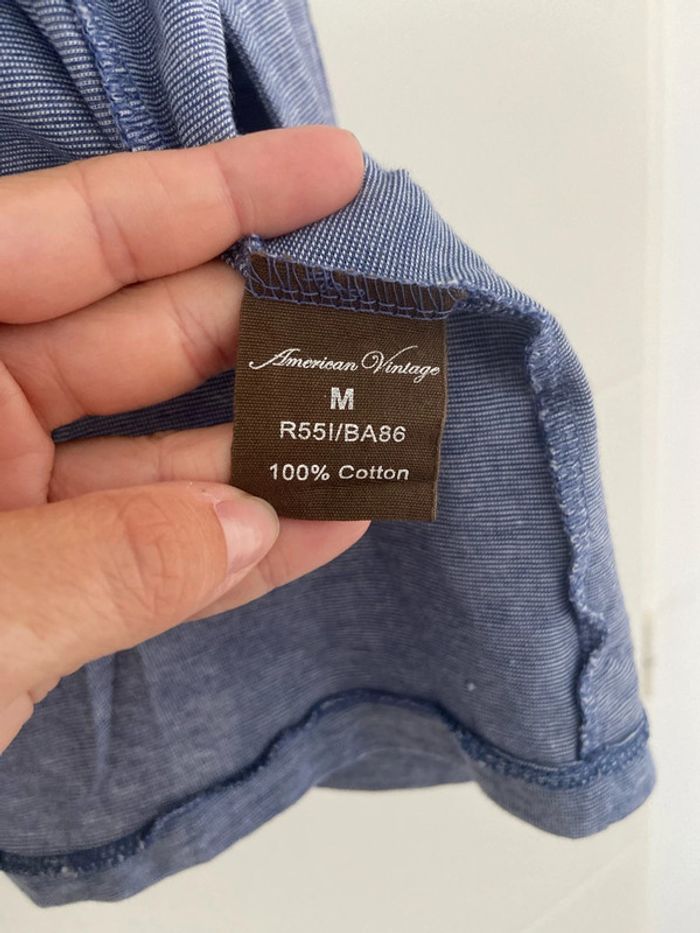 American Vintage
M
R55I/BA86
100% Cotton